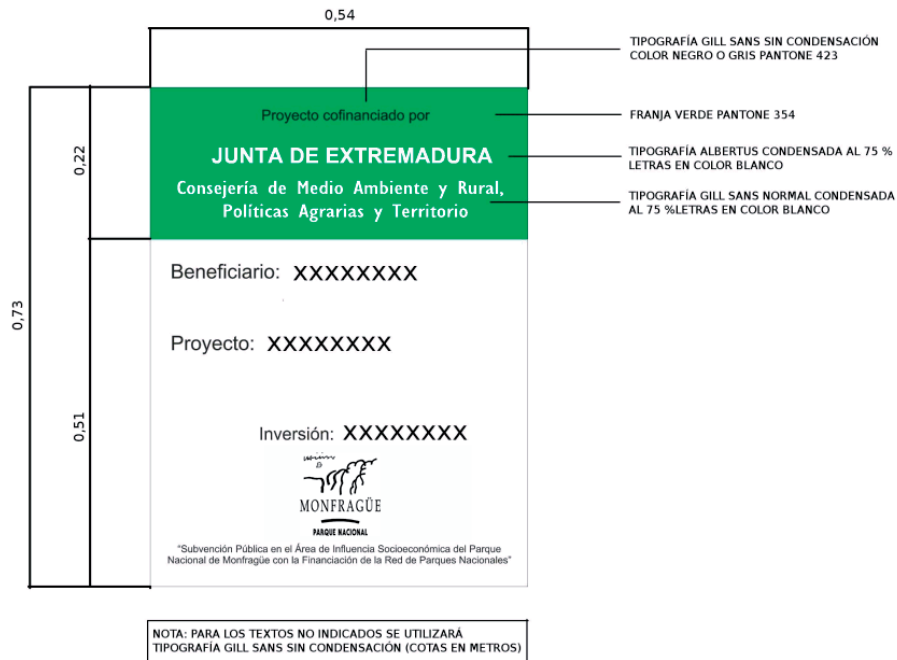 0,54
TIPOGRAFÍA GILL SANS SIN CONDENSACIÓN
COLOR NEGRO O GRIS PANTONE 423
Proyecto cofinanciado por
FRANJA VERDE PANTONE 354
0,22
JUNTA DE EXTREMADURA
TIPOGRAFÍA ALBERTUS CONDENSADA AL 75 %
LETRAS EN COLOR BLANCO
Consejería de Medio Ambiente y Rural,
Políticas Agrarias y Territorio
TIPOGRAFÍA GILL SANS NORMAL CONDENSADA
AL 75 %LETRAS EN COLOR BLANCO
0,73
Beneficiario: XXXXXXXX
Proyecto: XXXXXXXX
0,51
Inversión: XXXXXXXX
MONFRAGÜE
PARQUE NACIONAL
"Subvención Pública en el Área de Influencia Socioeconómica del Parque
Nacional de Monfragüe con la Financiación de la Red de Parques Nacionales"
NOTA: PARA LOS TEXTOS NO INDICADOS SE UTILIZARÁ
TIPOGRAFÍA GILL SANS SIN CONDENSACIÓN (COTAS EN METROS)